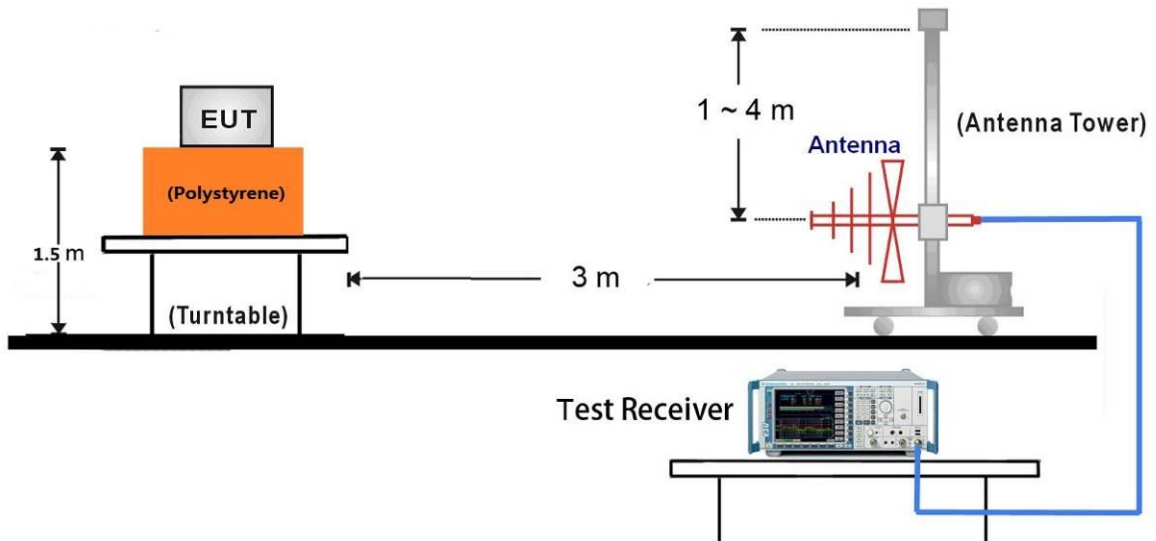 EUT
(Polystyrene)
1.5 m
(Turntable)
3 m
1 ~ 4 m
Antenna
(Antenna Tower)
Test Receiver